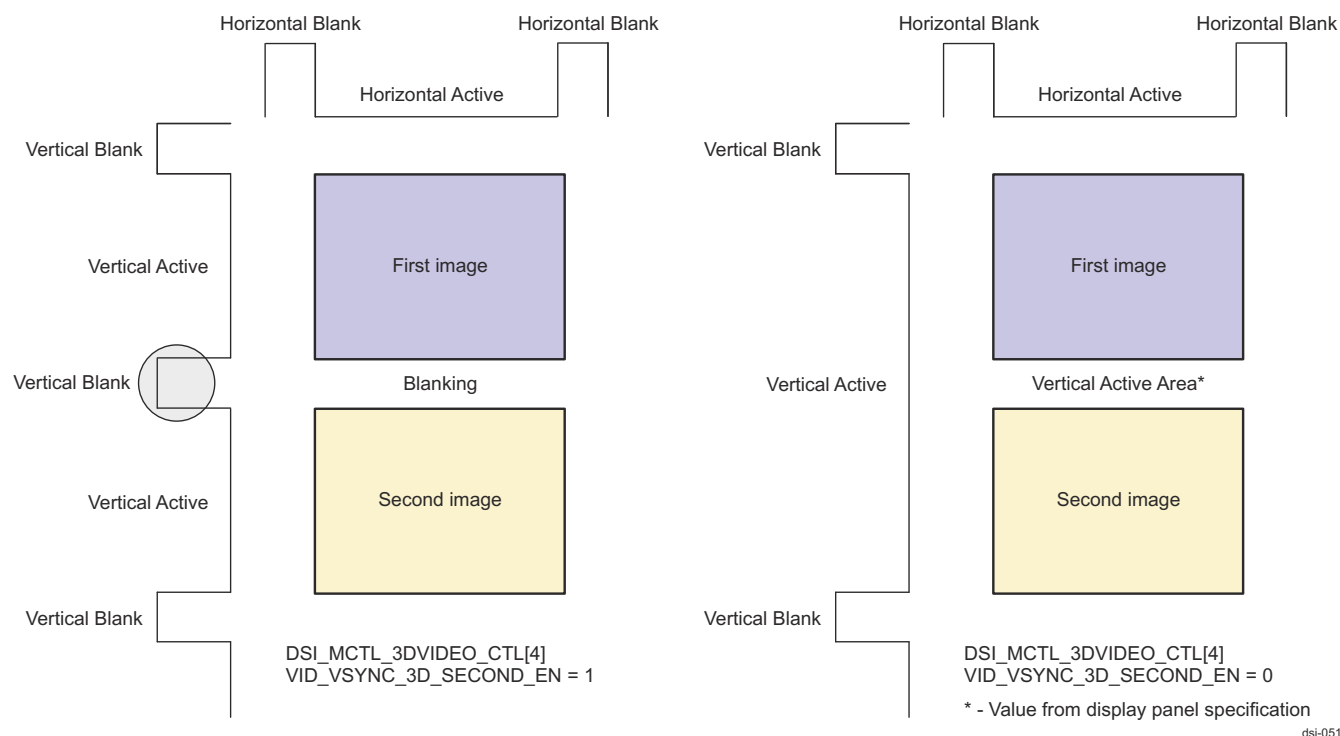 Horizontal Blank
Horizontal Blank
Horizontal Active
Vertical Blank
Vertical Active
First image
Vertical Blank
Blanking
Vertical Active
Second image
Vertical Blank
DSI_MCTL_3DVIDEO_CTL[4]
VID_VSYNC_3D_SECOND_EN = 1
Horizontal Blank
Horizontal Blank
Horizontal Active
Vertical Blank
First image
Vertical Active
Vertical Active Area*
Second image
Vertical Blank
DSI_MCTL_3DVIDEO_CTL[4]
VID_VSYNC_3D_SECOND_EN = 0
* - Value from display panel specification
dsi-051